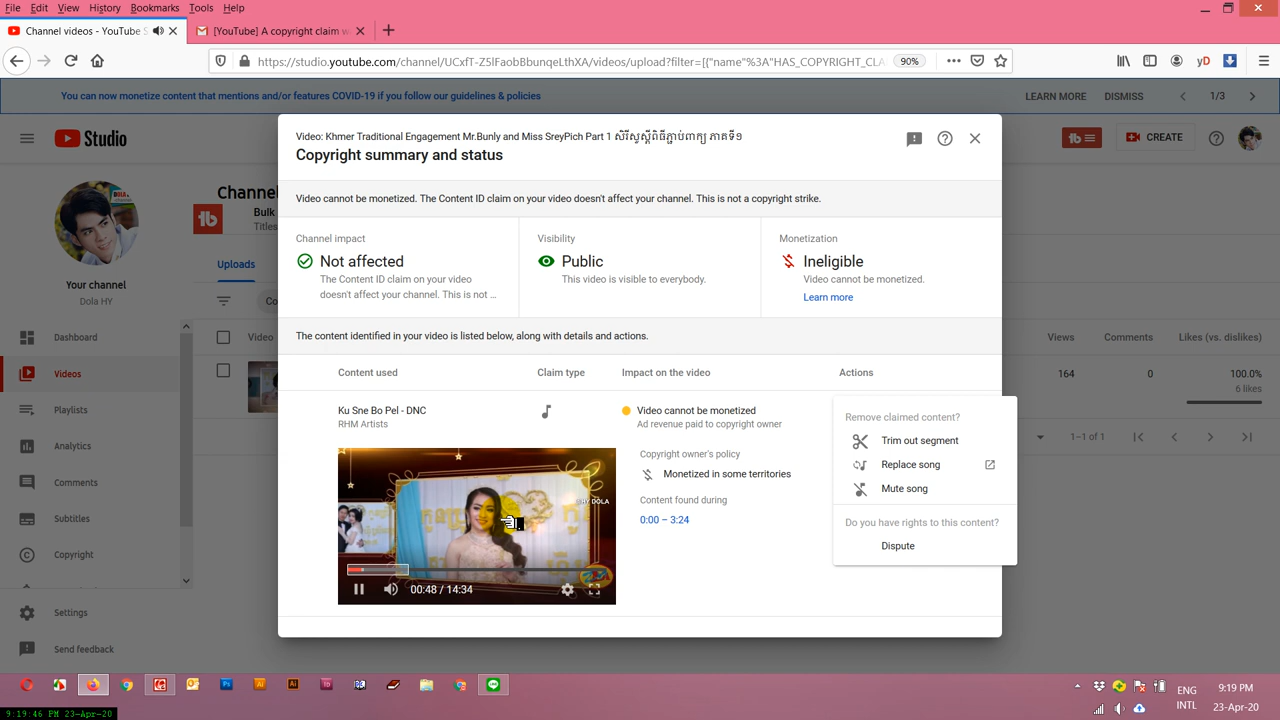 File Edit View History Bookmarks Tools Help
Channel videos - YouTube S
[YouTube] A copyright claim w
https://studio.youtube.com/channel/UCxfT-ZSlFaobBbunqeLthXA/videos/upload?filter=[{"name"%3A"HAS_COPYRIGHT_CLA
90%
You can now monetize content that mentions and/or features COVID-19 if you follow our guidelines & policies
LEARN MORE DISMISS 1/3
Studio
CREATE
Video: Khmer Traditional Engagement Mr.Bunly and Miss SreyPich Part 1 សិរីសួស្តីពិធីភ្ជាប់ពាក្យ ភាគទី១
Copyright summary and status
Video cannot be monetized. The Content ID claim on your video doesn't affect your channel. This is not a copyright strike.
Channel impact
Not affected
The Content ID claim on your video
doesn't affect your channel. This is not ...
Visibility
Public
This video is visible to everybody.
Monetization
Ineligible
Video cannot be monetized.
Learn more
The content identified in your video is listed below, along with details and actions.
Content used Claim type Impact on the video Actions
Ku Sne Bo Pel - DNC
RHM Artists
Video cannot be monetized
Ad revenue paid to copyright owner
Copyright owner's policy
Monetized in some territories
Content found during
0:00 – 3:24
HY DOLA
00:48 / 14:34
Remove claimed content?
Trim out segment
Replace song
Mute song
Do you have rights to this content?
Dispute
Channel
Bulk
Titles
Uploads
Co
Video
Views Comments Likes (vs. dislikes)
164 0 100.0%
6 likes
1–1 of 1
Your channel
Dola HY
Dashboard
Videos
Playlists
Analytics
Comments
Subtitles
Copyright
Settings
Send feedback
ENG
INTL
9:19 PM
23-Apr-20
9:19:46 PM 23-Apr-20